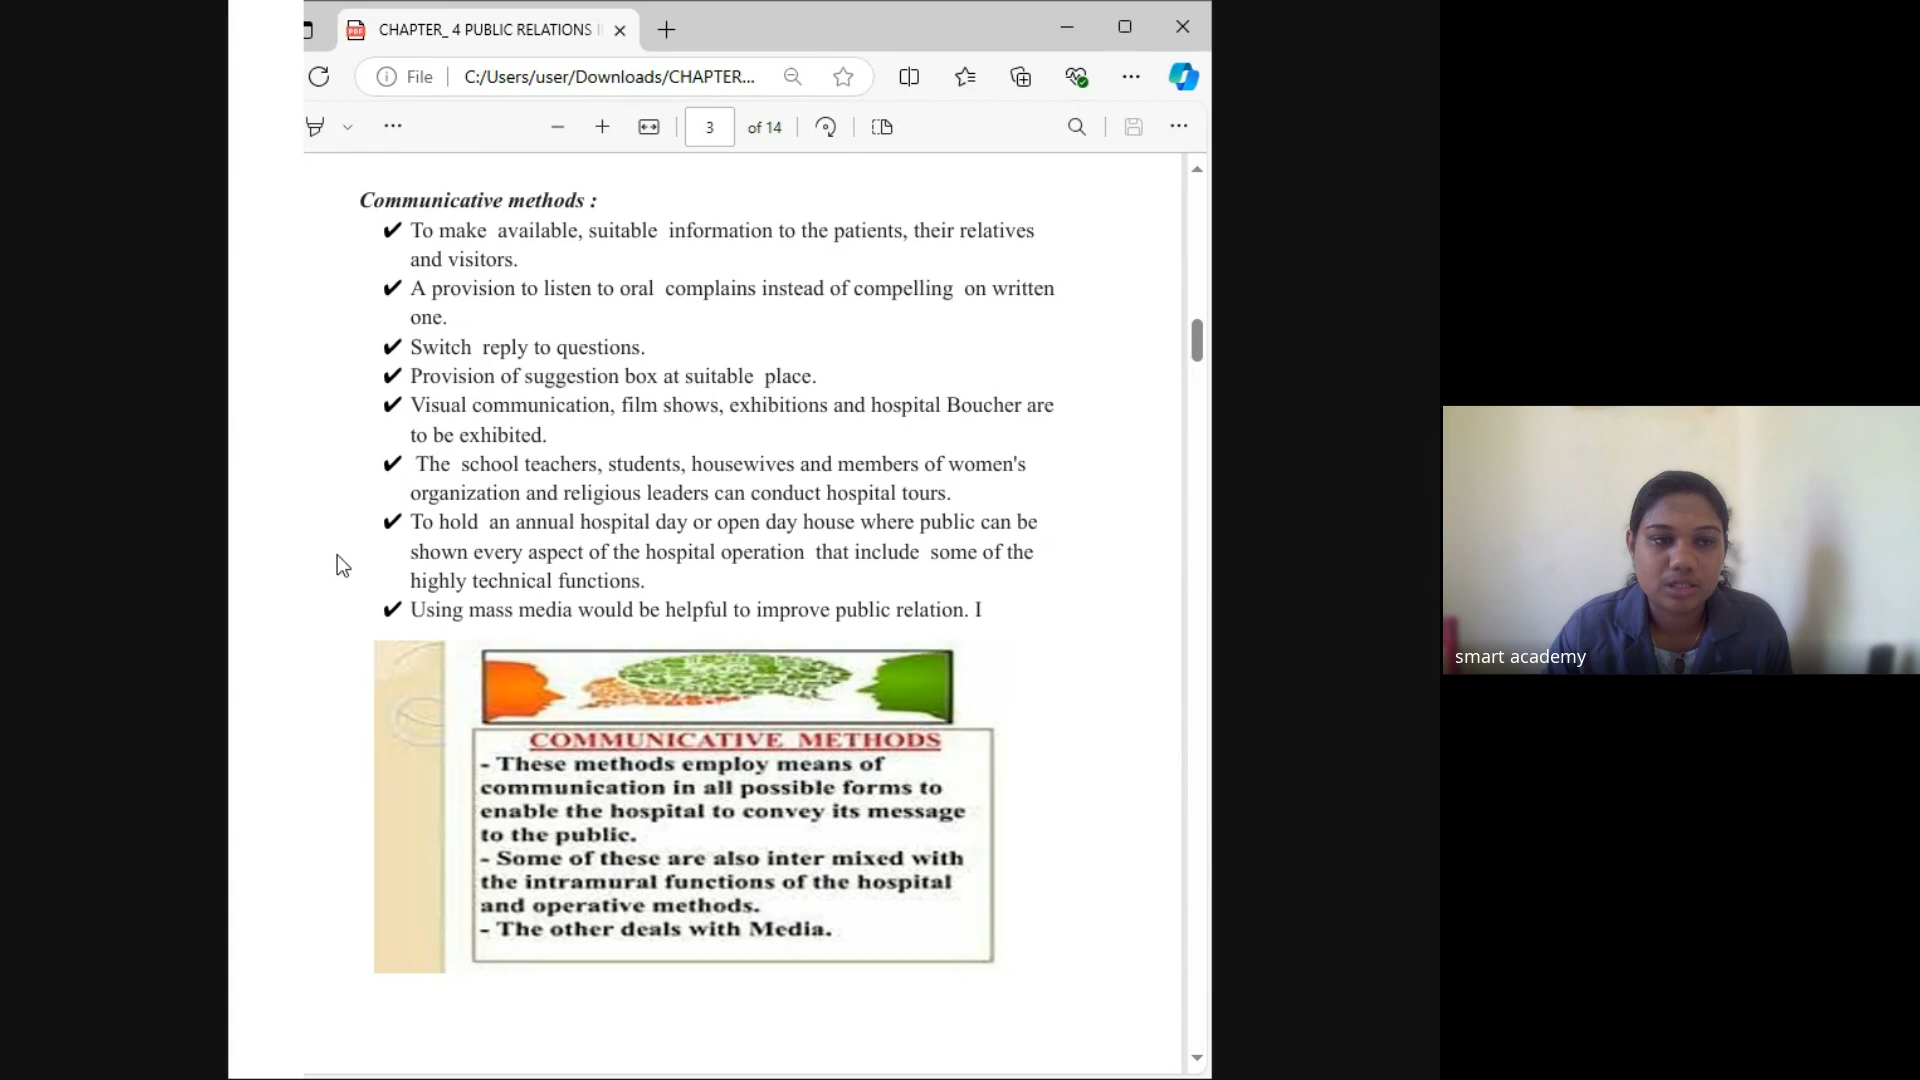 CHAPTER_ 4 PUBLIC RELATIONS I
File
C:/Users/user/Downloads/CHAPTER...
3 of 14
Communicative methods :
✔ To make available, suitable information to the patients, their relatives
and visitors.
✔ A provision to listen to oral complains instead of compelling on written
one.
✔ Switch reply to questions.
✔ Provision of suggestion box at suitable place.
✔ Visual communication, film shows, exhibitions and hospital Boucher are
to be exhibited.
✔ The school teachers, students, housewives and members of women's
organization and religious leaders can conduct hospital tours.
✔ To hold an annual hospital day or open day house where public can be
shown every aspect of the hospital operation that include some of the
highly technical functions.
✔ Using mass media would be helpful to improve public relation. I
COMMUNICATIVE METHODS
- These methods employ means of
communication in all possible forms to
enable the hospital to convey its message
to the public.
- Some of these are also inter mixed with
the intramural functions of the hospital
and operative methods.
- The other deals with Media.
smart academy